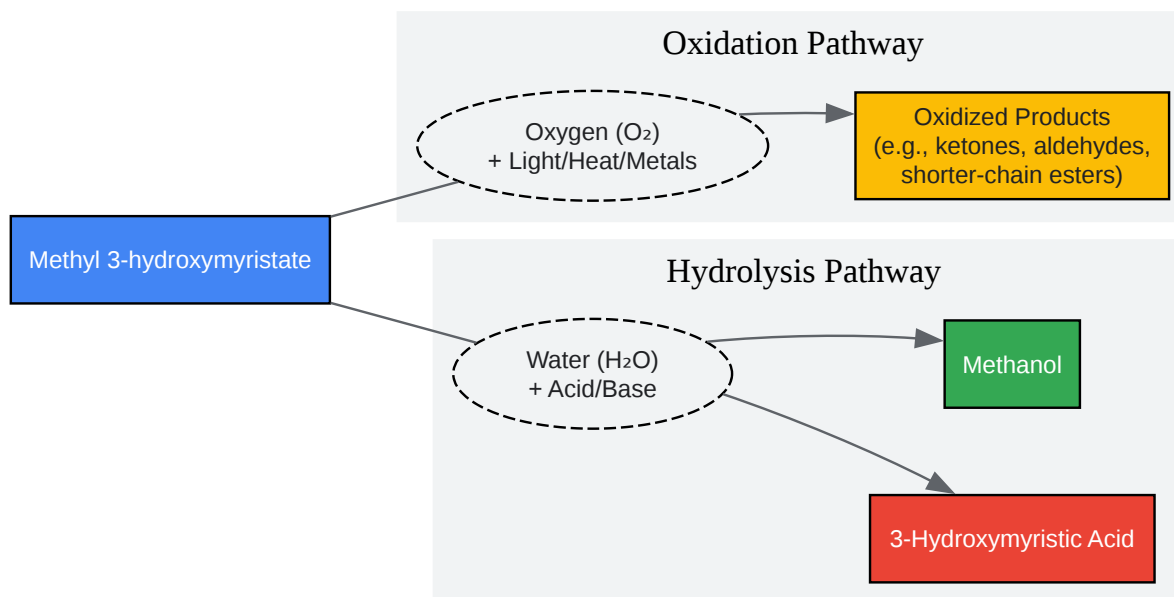 Oxidation Pathway
Oxygen (O₂)
+ Light/Heat/Metals
Oxidized Products
(e.g., ketones, aldehydes,
shorter-chain esters)
Methyl 3-hydroxymyristate
Hydrolysis Pathway
Water (H₂O)
+ Acid/Base
Methanol
3-Hydroxymyristic Acid